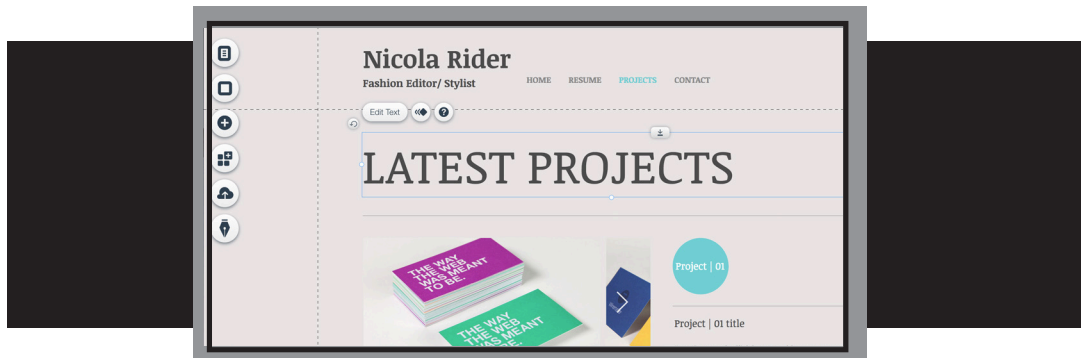 Nicola Rider
Fashion Editor/ Stylist
HOME RESUME PROJECTS CONTACT
Edit Text
LATEST PROJECTS
THE WAY
THE WEB
WAS MEANT
TO BE.
THE WAY
THE WEB
WAS MEANT
Project | 01
Project | 01 title